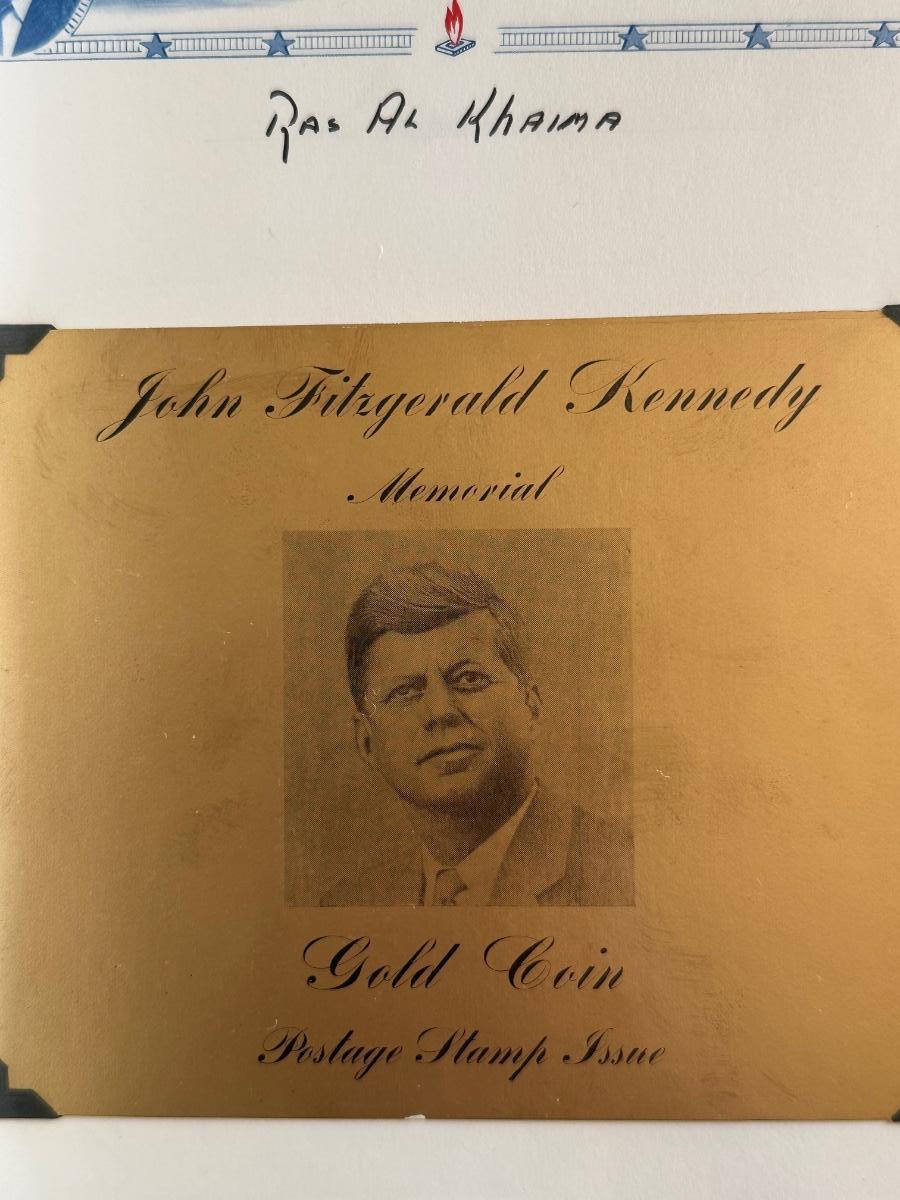 Ras Al Khaima
John Fitzgerald Kennedy
Memorial
Gold Coin
Postage Stamp Issue